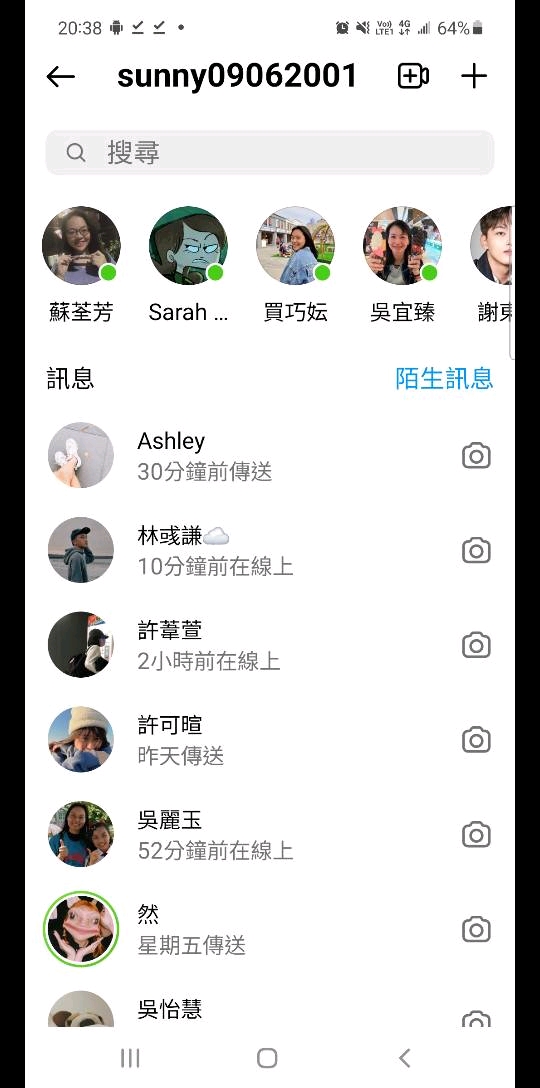 20:38 Vo)) LTE1 4G 64%
sunny09062001
搜尋
蘇荃芳 Sarah ... 買巧妘 吳宜臻 謝東
訊息 陌生訊息
Ashley
30分鐘前傳送
林彧謙☁️
10分鐘前在線上
許葦萱
2小時前在線上
許可暄
昨天傳送
吳麗玉
52分鐘前在線上
然
星期五傳送
吳怡慧